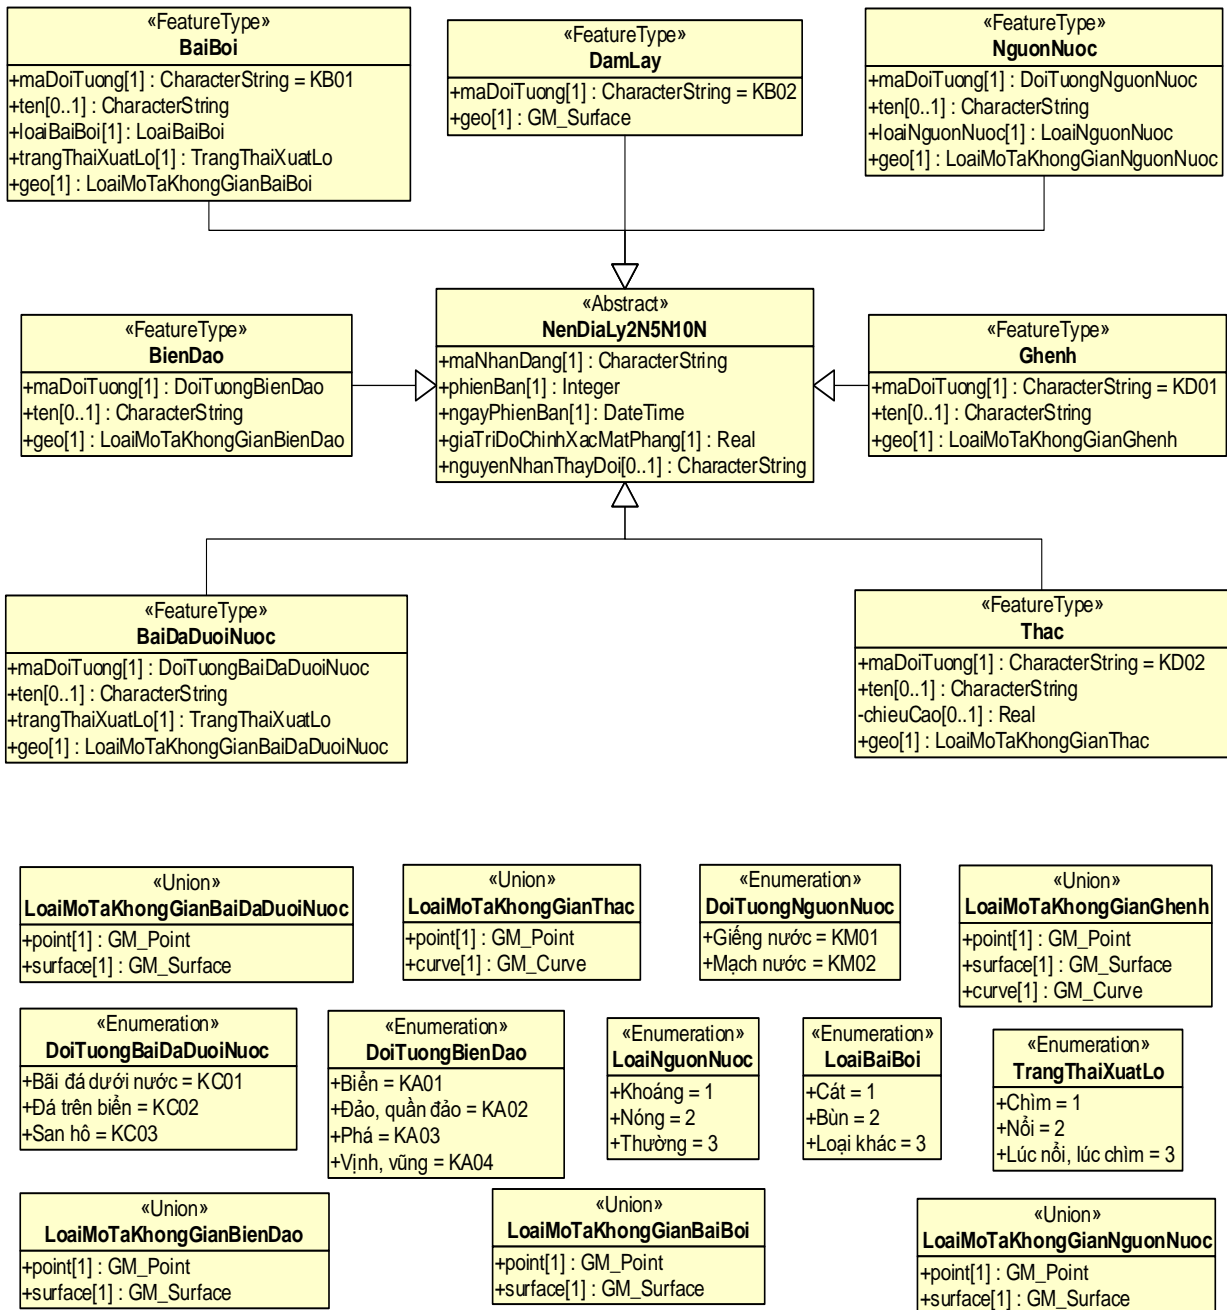 «FeatureType»
BaiBoi
+maDoiTuong[1] : CharacterString = KB01
+ten[0..1] : CharacterString
+loaiBaiBoi[1] : LoaiBaiBoi
+trangThaiXuatLo[1] : TrangThaiXuatLo
+geo[1] : LoaiMoTaKhongGianBaiBoi
«FeatureType»
DamLay
+maDoiTuong[1] : CharacterString = KB02
+geo[1] : GM_Surface
«FeatureType»
NguonNuoc
+maDoiTuong[1] : DoiTuongNguonNuoc
+ten[0..1] : CharacterString
+loaiNguonNuoc[1] : LoaiNguonNuoc
+geo[1] : LoaiMoTaKhongGianNguonNuoc
«FeatureType»
BienDao
+maDoiTuong[1] : DoiTuongBienDao
+ten[0..1] : CharacterString
+geo[1] : LoaiMoTaKhongGianBienDao
«Abstract»
NenDiaLy2N5N10N
+maNhanDang[1] : CharacterString
+phienBan[1] : Integer
+ngayPhienBan[1] : DateTime
+giaTriDoChinhXacMatPhang[1] : Real
+nguyenNhanThayDoi[0..1] : CharacterString
«FeatureType»
Ghenh
+maDoiTuong[1] : CharacterString = KD01
+ten[0..1] : CharacterString
+geo[1] : LoaiMoTaKhongGianGhenh
«FeatureType»
BaiDaDuoiNuoc
+maDoiTuong[1] : DoiTuongBaiDaDuoiNuoc
+ten[0..1] : CharacterString
+trangThaiXuatLo[1] : TrangThaiXuatLo
+geo[1] : LoaiMoTaKhongGianBaiDaDuoiNuoc
«FeatureType»
Thac
+maDoiTuong[1] : CharacterString = KD02
+ten[0..1] : CharacterString
-chieuCao[0..1] : Real
+geo[1] : LoaiMoTaKhongGianThac
«Union»
LoaiMoTaKhongGianBaiDaDuoiNuoc
+point[1] : GM_Point
+surface[1] : GM_Surface
«Union»
LoaiMoTaKhongGianThac
+point[1] : GM_Point
+curve[1] : GM_Curve
«Enumeration»
DoiTuongNguonNuoc
+Giếng nước = KM01
+Mạch nước = KM02
«Union»
LoaiMoTaKhongGianGhenh
+point[1] : GM_Point
+surface[1] : GM_Surface
+curve[1] : GM_Curve
«Enumeration»
DoiTuongBaiDaDuoiNuoc
+Bãi đá dưới nước = KC01
+Đá trên biển = KC02
+San hô = KC03
«Enumeration»
DoiTuongBienDao
+Biển = KA01
+Đảo, quần đảo = KA02
+Phá = KA03
+Vịnh, vũng = KA04
«Enumeration»
LoaiNguonNuoc
+Khoáng = 1
+Nóng = 2
+Thường = 3
«Enumeration»
LoaiBaiBoi
+Cát = 1
+Bùn = 2
+Loại khác = 3
«Enumeration»
TrangThaiXuatLo
+Chìm = 1
+Nổi = 2
+Lúc nổi, lúc chìm = 3
«Union»
LoaiMoTaKhongGianBienDao
+point[1] : GM_Point
+surface[1] : GM_Surface
«Union»
LoaiMoTaKhongGianBaiBoi
+point[1] : GM_Point
+surface[1] : GM_Surface
«Union»
LoaiMoTaKhongGianNguonNuoc
+point[1] : GM_Point
+surface[1] : GM_Surface